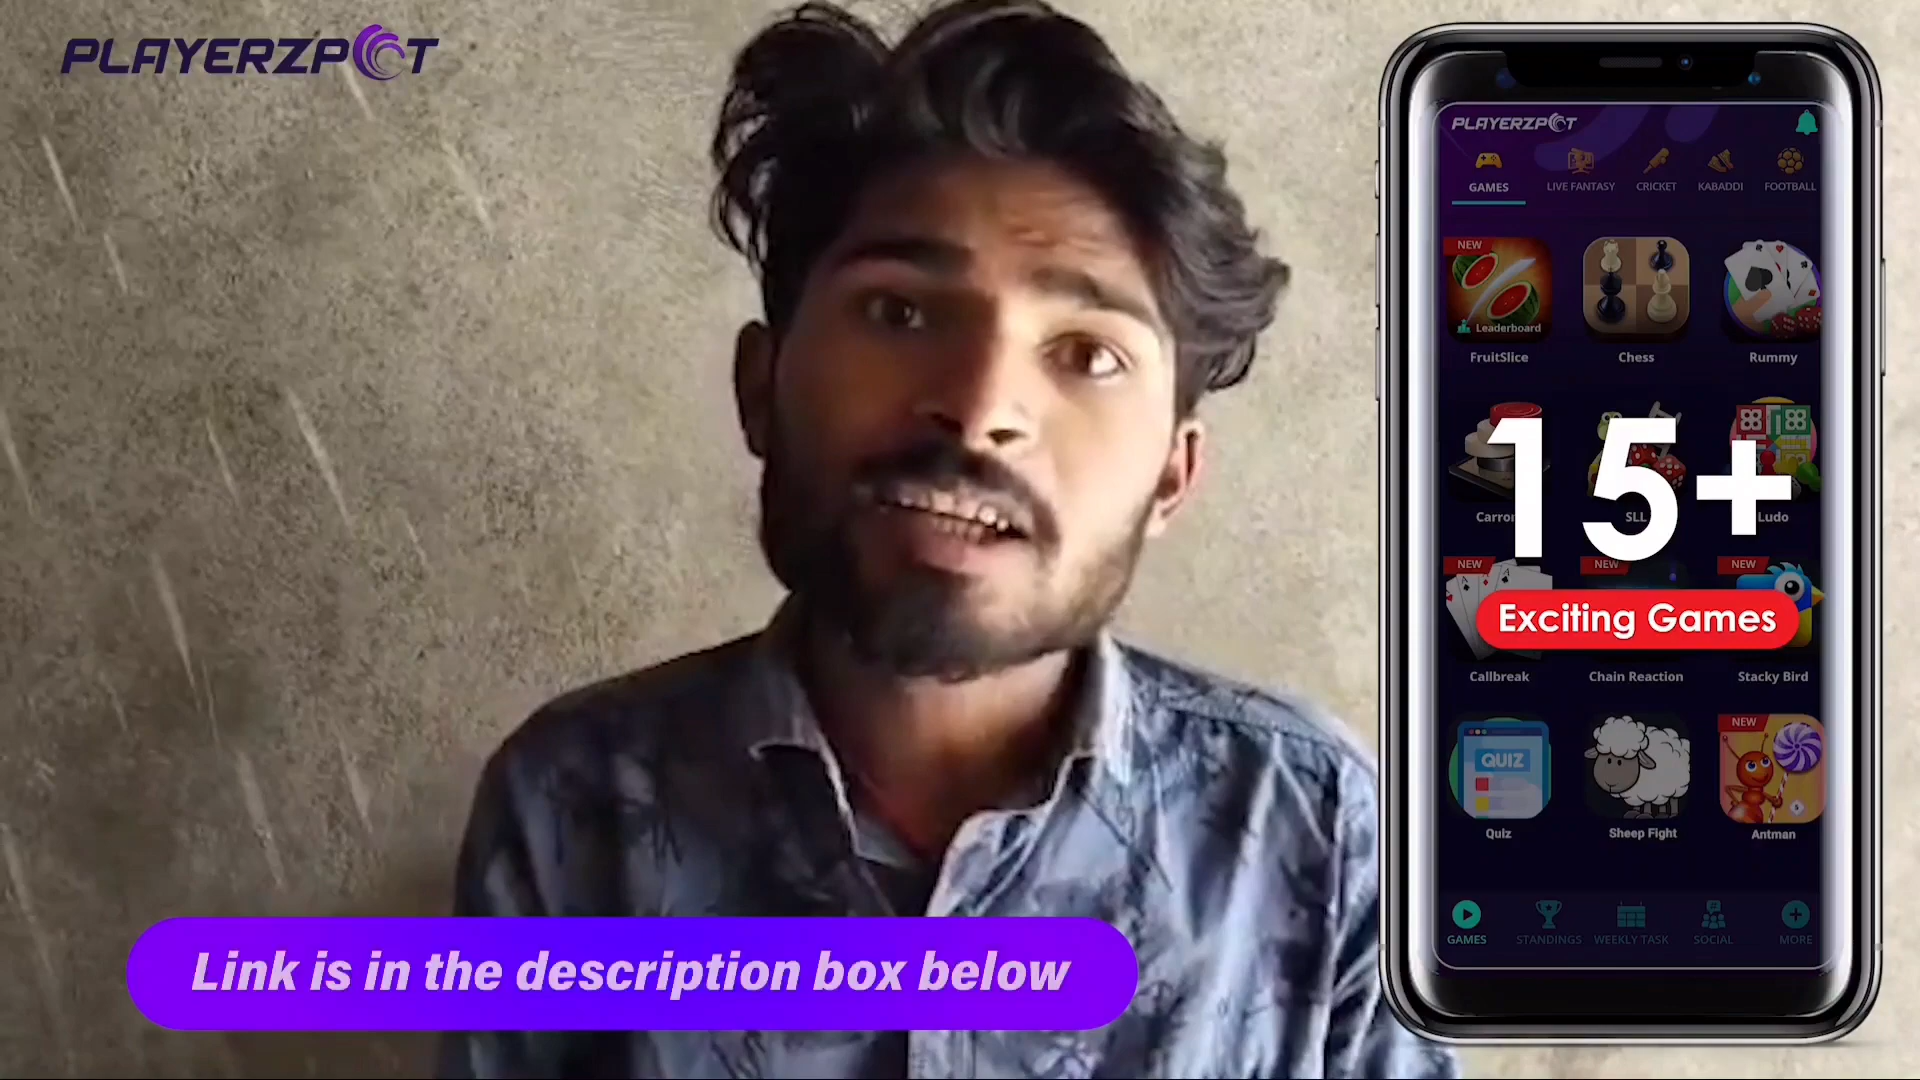 PLAYERZPOT
PLAYERZPOT
GAMES
LIVE FANTASY
CRICKET
KABADDI
FOOTBALL
NEW
Leaderboard
FruitSlice
Chess
Rummy
15+
SLL
Ludo
NEW
NEW
NEW
Exciting Games
Callbreak
Chain Reaction
Stacky Bird
QUIZ
NEW
Quiz
Sheep Fight
Antman
GAMES
STANDINGS
WEEKLY TASK
SOCIAL
MORE
Link is in the description box below